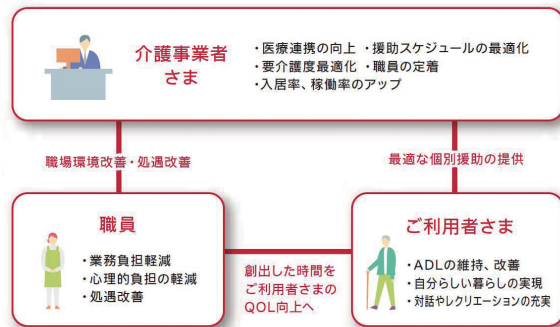 介護事業者
さま
・医療連携の向上 ・援助スケジュールの最適化
・要介護度最適化 ・職員の定着
・入居率、稼働率のアップ
職場環境改善・処遇改善
最適な個別援助の提供
職員
・業務負担軽減
・心理的負担の軽減
・処遇改善
創出した時間を
ご利用者さまの
QOL向上へ
ご利用者さま
・ADLの維持、改善
・自分らしい暮らしの実現
・対話やレクリエーションの充実